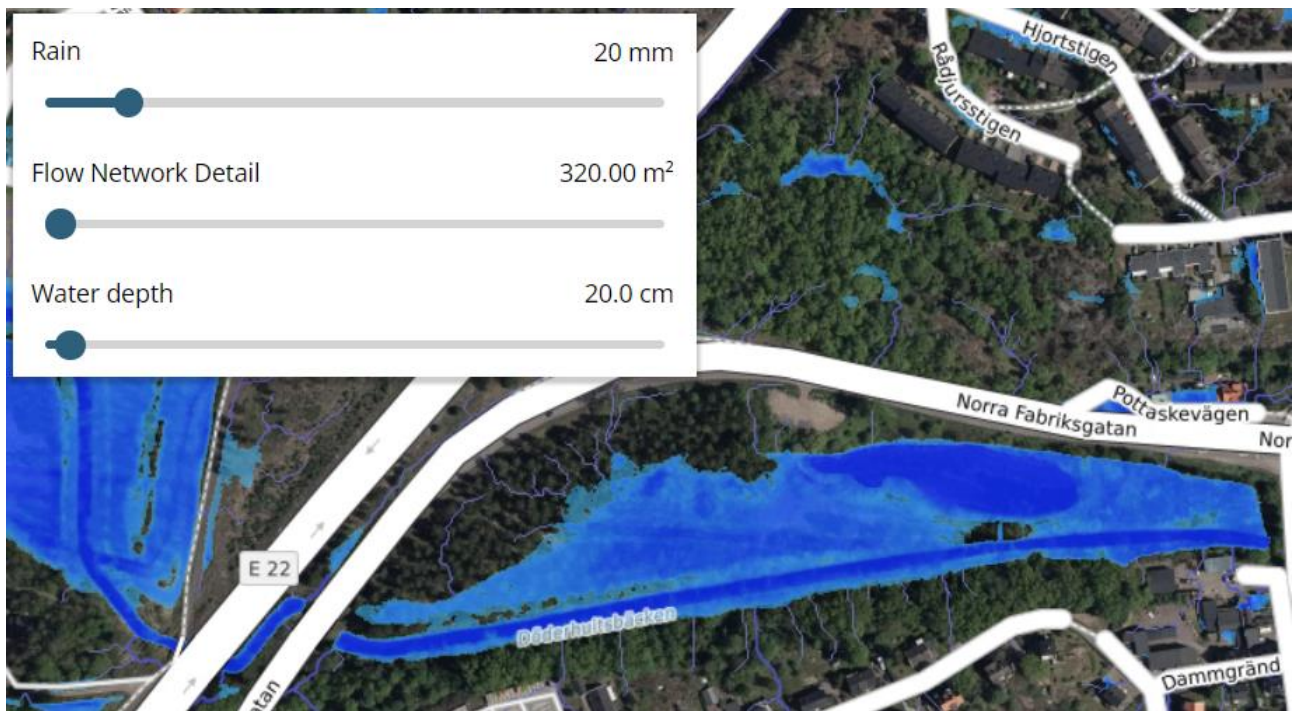 Rain 20 mm
Flow Network Detail 320.00 m²
Water depth 20.0 cm
Hjortstigen
Rådjursstigen
Norra Fabriksgatan
Pottaskevägen
Nor
E 22
Döderhultsbäcken
atan
Dammgränd